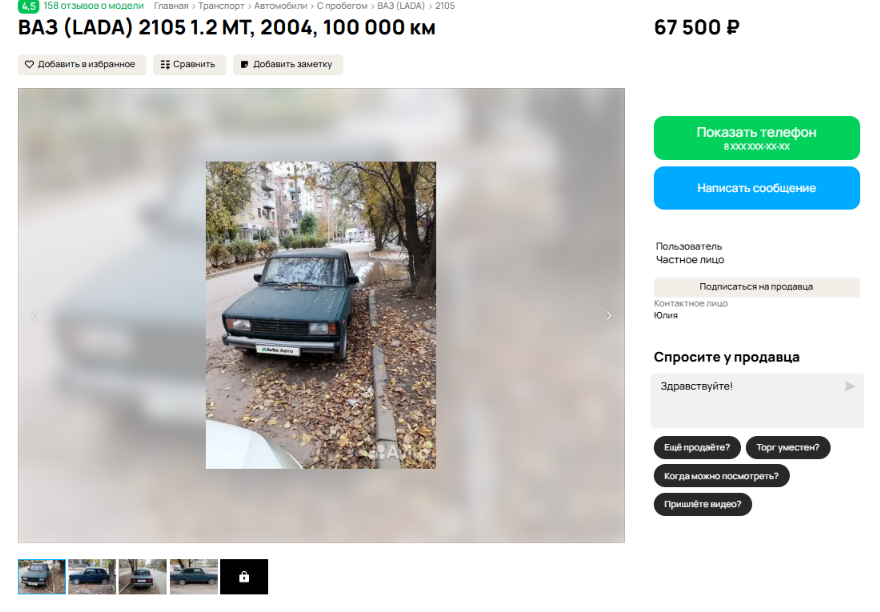 4,5 158 отзывов о модели Главная › Транспорт › Автомобили › С пробегом › ВАЗ (LADA) › 2105
ВАЗ (LADA) 2105 1.2 MT, 2004, 100 000 км
67 500 ₽
Добавить в избранное Сравнить Добавить заметку
Показать телефон
8 XXX XXX-XX-XX
Написать сообщение
Пользователь
Частное лицо
Подписаться на продавца
Контактное лицо
Юлия
Avito Авто
Avito
Спросите у продавца
Здравствуйте!
Ещё продаёте? Торг уместен?
Когда можно посмотреть?
Пришлёте видео?